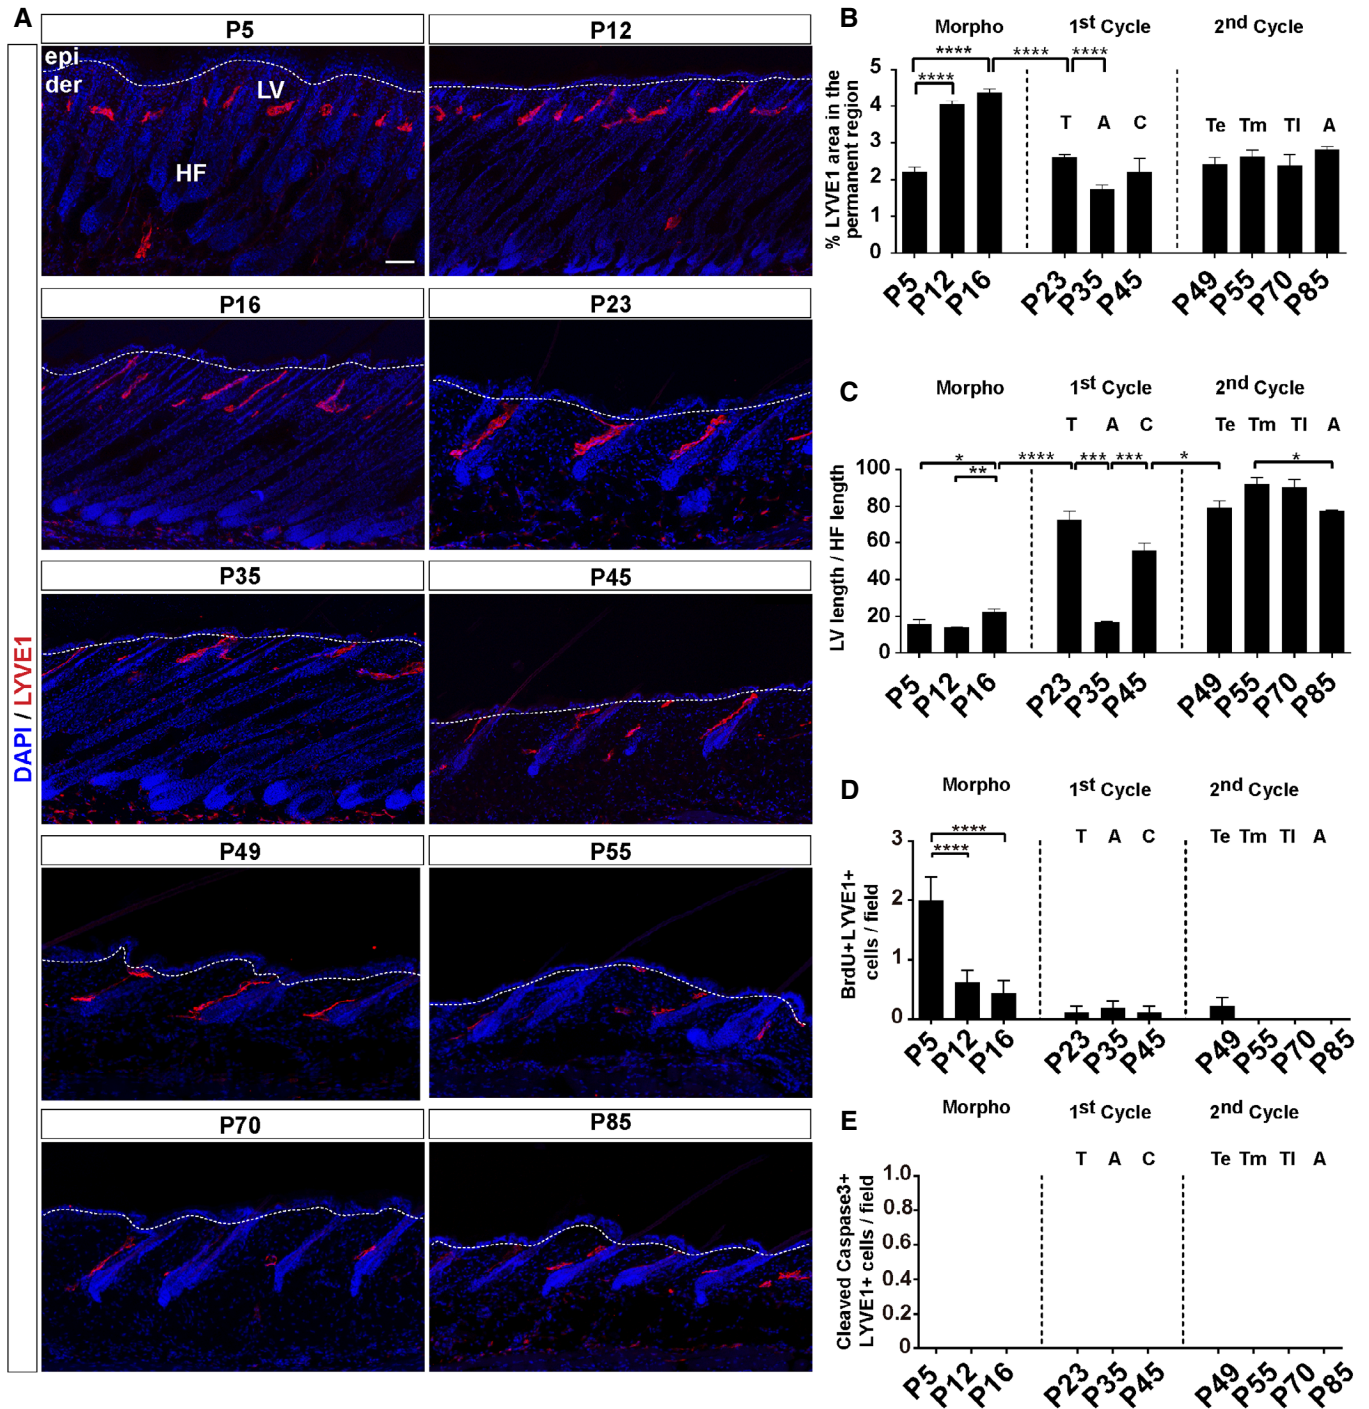 A
P5
P12
epi
der
LV
HF
P16
P23
P35
P45
P49
P55
P70
P85
DAPI / LYVE1
B
Morpho 1st Cycle 2nd Cycle
**** **** ****
****
% LYVE1 area in the
permanent region
5
4
3
2
1
0
T A C Te Tm Tl A
P5 P12 P16 P23 P35 P45 P49 P55 P70 P85
C
Morpho 1st Cycle 2nd Cycle
T A C Te Tm Tl A
* **** *** *** * *
**
LV length / HF length
100
80
60
40
20
0
P5 P12 P16 P23 P35 P45 P49 P55 P70 P85
D
Morpho 1st Cycle 2nd Cycle
T A C Te Tm Tl A
****
****
BrdU+LYVE1+
cells / field
3
2
1
0
P5 P12 P16 P23 P35 P45 P49 P55 P70 P85
E
Morpho 1st Cycle 2nd Cycle
T A C Te Tm Tl A
Cleaved Caspase3+
LYVE1+ cells / field
1.0
0.8
0.6
0.4
0.2
0
P5 P12 P16 P23 P35 P45 P49 P55 P70 P85